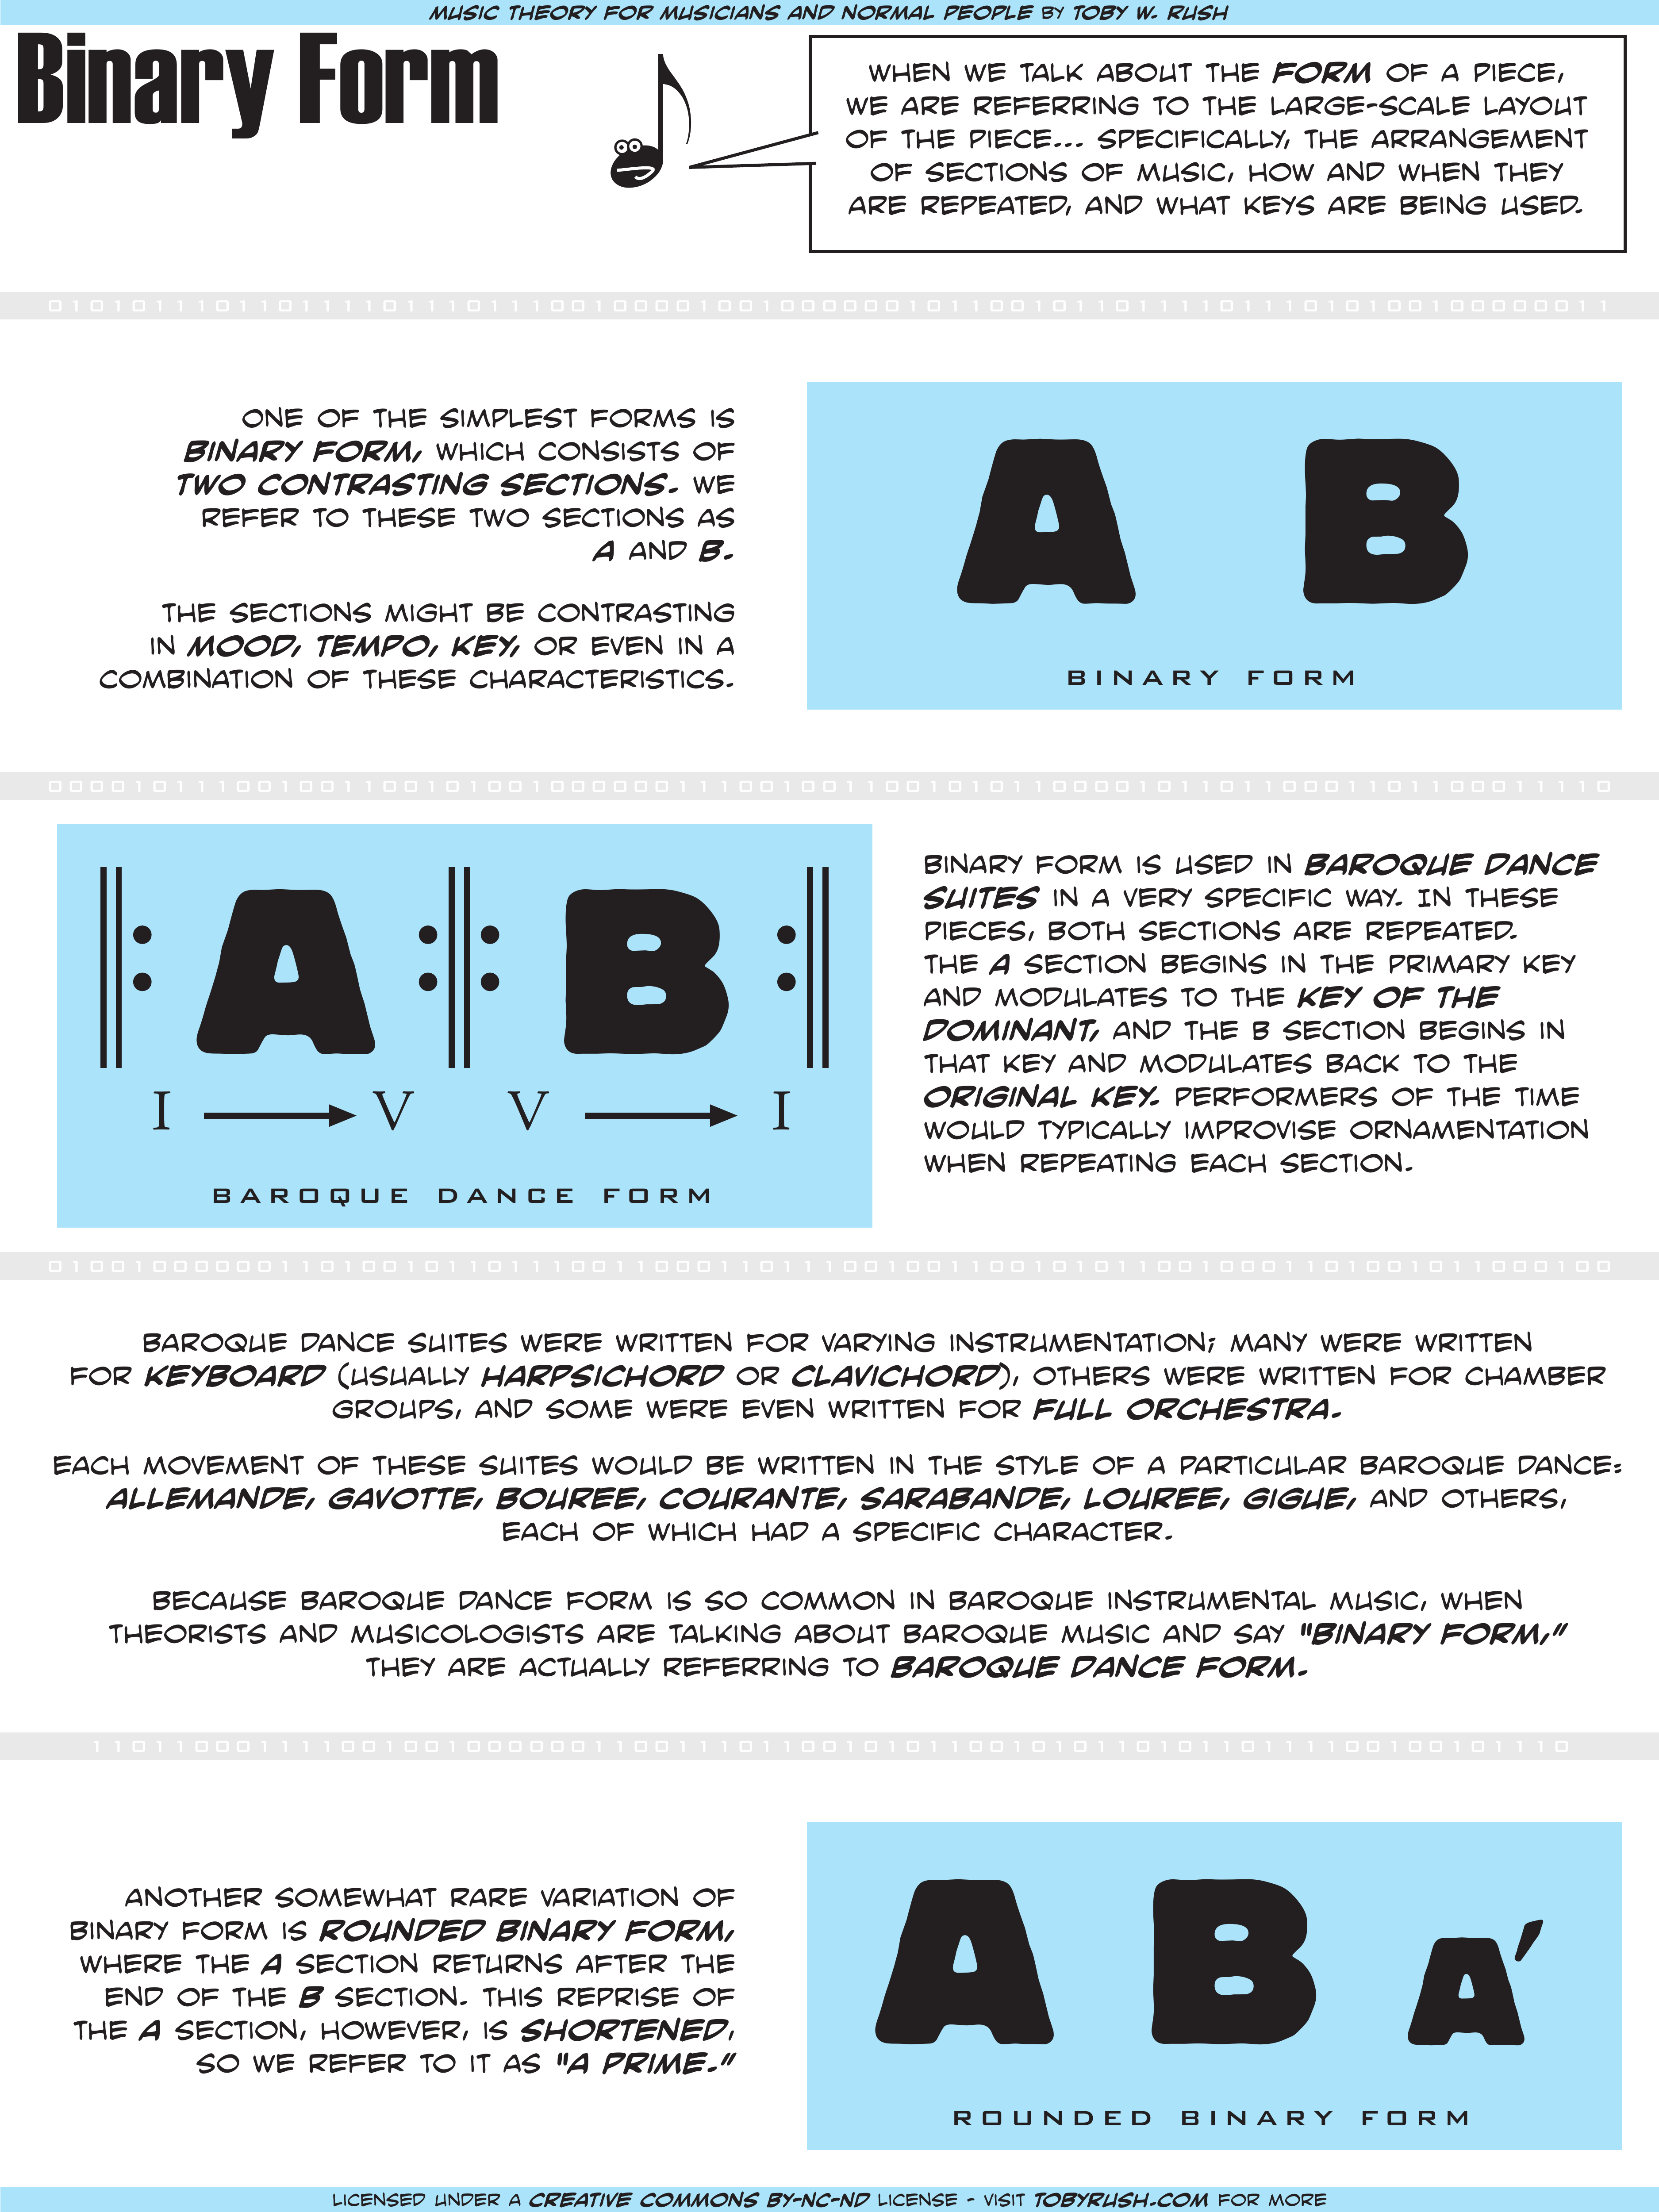 MUSIC THEORY FOR MUSICIANS AND NORMAL PEOPLE BY TOBY W. RUSH
Binary Form
WHEN WE TALK ABOUT THE FORM OF A PIECE,
WE ARE REFERRING TO THE LARGE-SCALE LAYOUT
OF THE PIECE... SPECIFICALLY, THE ARRANGEMENT
OF SECTIONS OF MUSIC, HOW AND WHEN THEY
ARE REPEATED, AND WHAT KEYS ARE BEING USED.
ONE OF THE SIMPLEST FORMS IS
BINARY FORM, WHICH CONSISTS OF
TWO CONTRASTING SECTIONS. WE
REFER TO THESE TWO SECTIONS AS
A AND B.
THE SECTIONS MIGHT BE CONTRASTING
IN MOOD, TEMPO, KEY, OR EVEN IN A
COMBINATION OF THESE CHARACTERISTICS.
A B
BINARY FORM
A B
I V V I
BAROQUE DANCE FORM
BINARY FORM IS USED IN BAROQUE DANCE
SUITES IN A VERY SPECIFIC WAY. IN THESE
PIECES, BOTH SECTIONS ARE REPEATED.
THE A SECTION BEGINS IN THE PRIMARY KEY
AND MODULATES TO THE KEY OF THE
DOMINANT, AND THE B SECTION BEGINS IN
THAT KEY AND MODULATES BACK TO THE
ORIGINAL KEY. PERFORMERS OF THE TIME
WOULD TYPICALLY IMPROVISE ORNAMENTATION
WHEN REPEATING EACH SECTION.
BAROQUE DANCE SUITES WERE WRITTEN FOR VARYING INSTRUMENTATION; MANY WERE WRITTEN
FOR KEYBOARD (USUALLY HARPSICHORD OR CLAVICHORD), OTHERS WERE WRITTEN FOR CHAMBER
GROUPS, AND SOME WERE EVEN WRITTEN FOR FULL ORCHESTRA.
EACH MOVEMENT OF THESE SUITES WOULD BE WRITTEN IN THE STYLE OF A PARTICULAR BAROQUE DANCE:
ALLEMANDE, GAVOTTE, BOUREE, COURANTE, SARABANDE, LOUREE, GIGUE, AND OTHERS,
EACH OF WHICH HAD A SPECIFIC CHARACTER.
BECAUSE BAROQUE DANCE FORM IS SO COMMON IN BAROQUE INSTRUMENTAL MUSIC, WHEN
THEORISTS AND MUSICOLOGISTS ARE TALKING ABOUT BAROQUE MUSIC AND SAY "BINARY FORM,"
THEY ARE ACTUALLY REFERRING TO BAROQUE DANCE FORM.
ANOTHER SOMEWHAT RARE VARIATION OF
BINARY FORM IS ROUNDED BINARY FORM,
WHERE THE A SECTION RETURNS AFTER THE
END OF THE B SECTION. THIS REPRISE OF
THE A SECTION, HOWEVER, IS SHORTENED,
SO WE REFER TO IT AS "A PRIME."
A B A′
ROUNDED BINARY FORM
LICENSED UNDER A CREATIVE COMMONS BY-NC-ND LICENSE - VISIT TOBYRUSH.COM FOR MORE